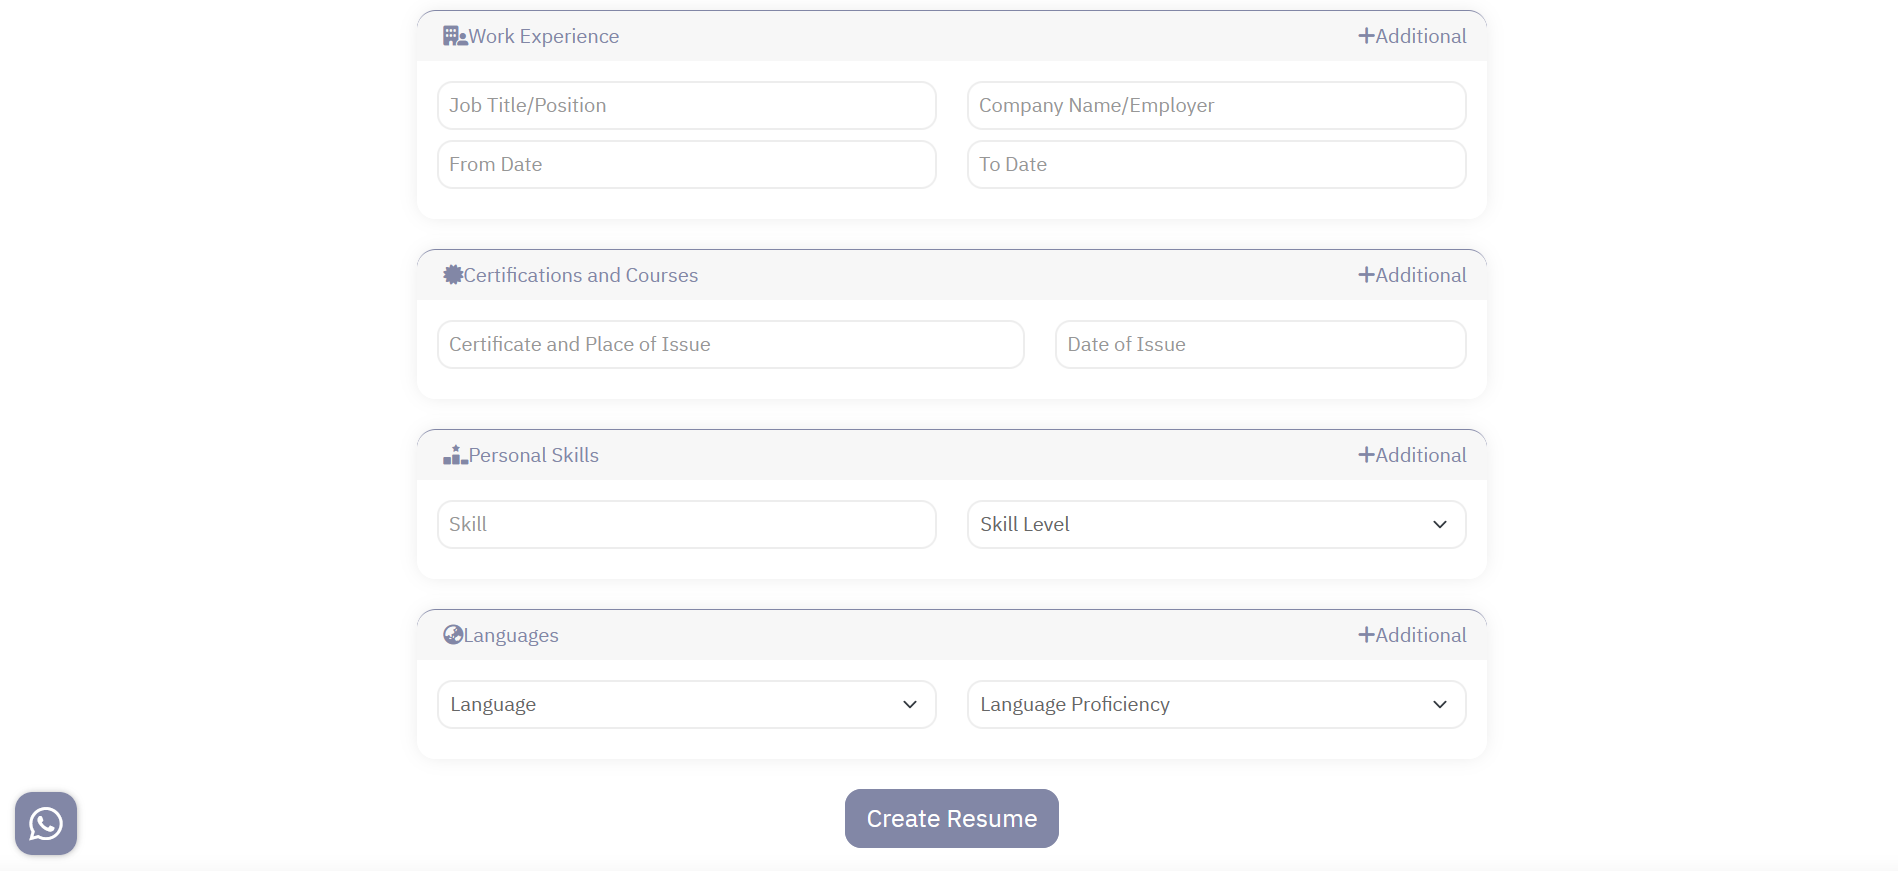 Work Experience
+Additional
Job Title/Position
Company Name/Employer
From Date
To Date
Certifications and Courses
+Additional
Certificate and Place of Issue
Date of Issue
Personal Skills
+Additional
Skill
Skill Level
Languages
+Additional
Language
Language Proficiency
Create Resume